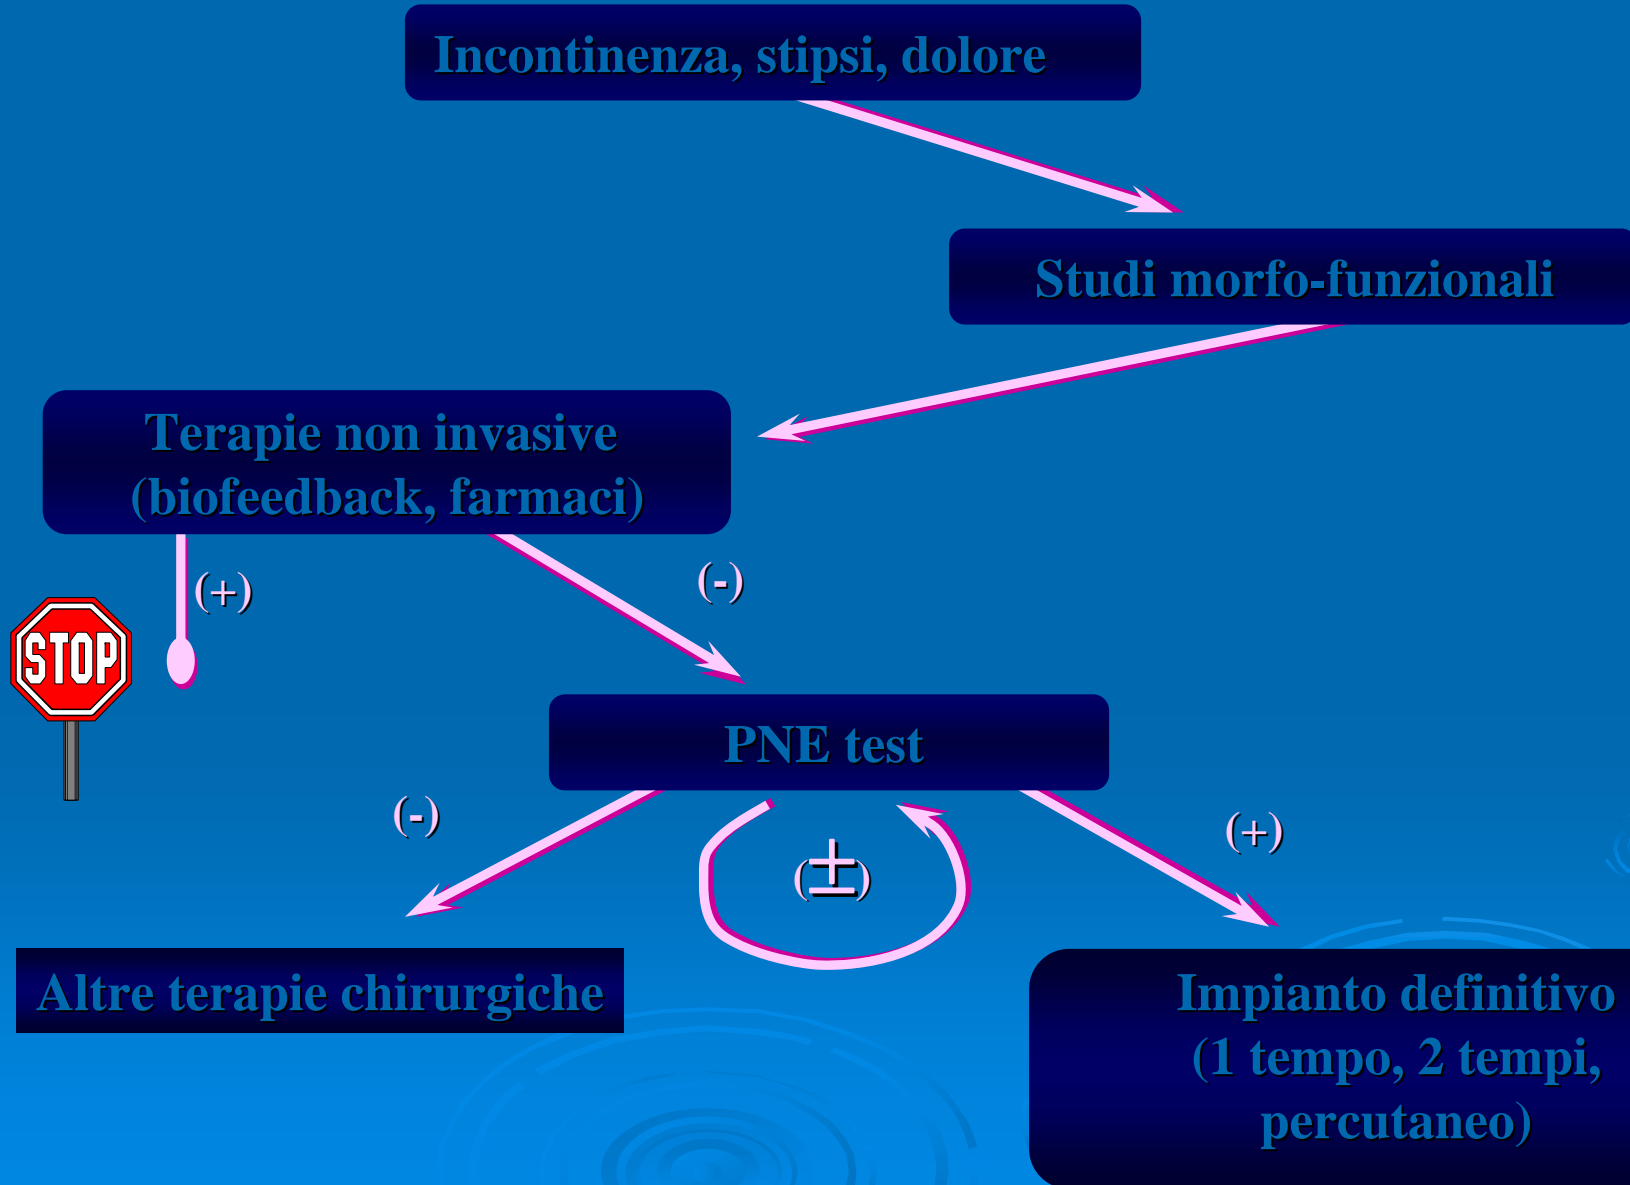 Incontinenza, stipsi, dolore
Studi morfo-funzionali
Terapie non invasive
(biofeedback, farmaci)
(+)
(-)
STOP
PNE test
(-)
(±)
(+)
Altre terapie chirurgiche
Impianto definitivo
(1 tempo, 2 tempi,
percutaneo)